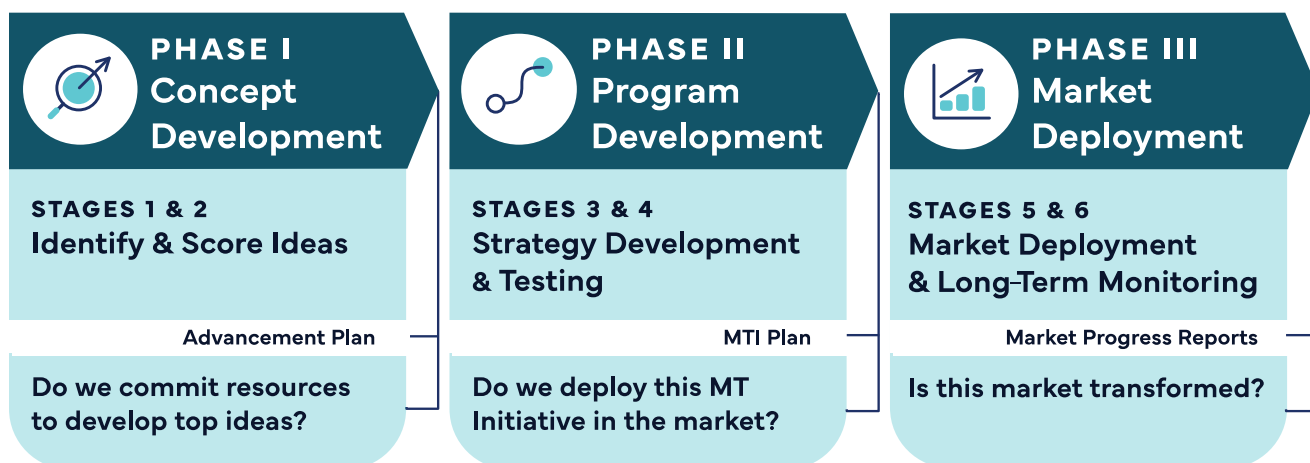 PHASE I
Concept
Development
STAGES 1 & 2
Identify & Score Ideas
Advancement Plan
Do we commit resources
to develop top ideas?
PHASE II
Program
Development
STAGES 3 & 4
Strategy Development
& Testing
MTI Plan
Do we deploy this MT
Initiative in the market?
PHASE III
Market
Deployment
STAGES 5 & 6
Market Deployment
& Long-Term Monitoring
Market Progress Reports
Is this market transformed?